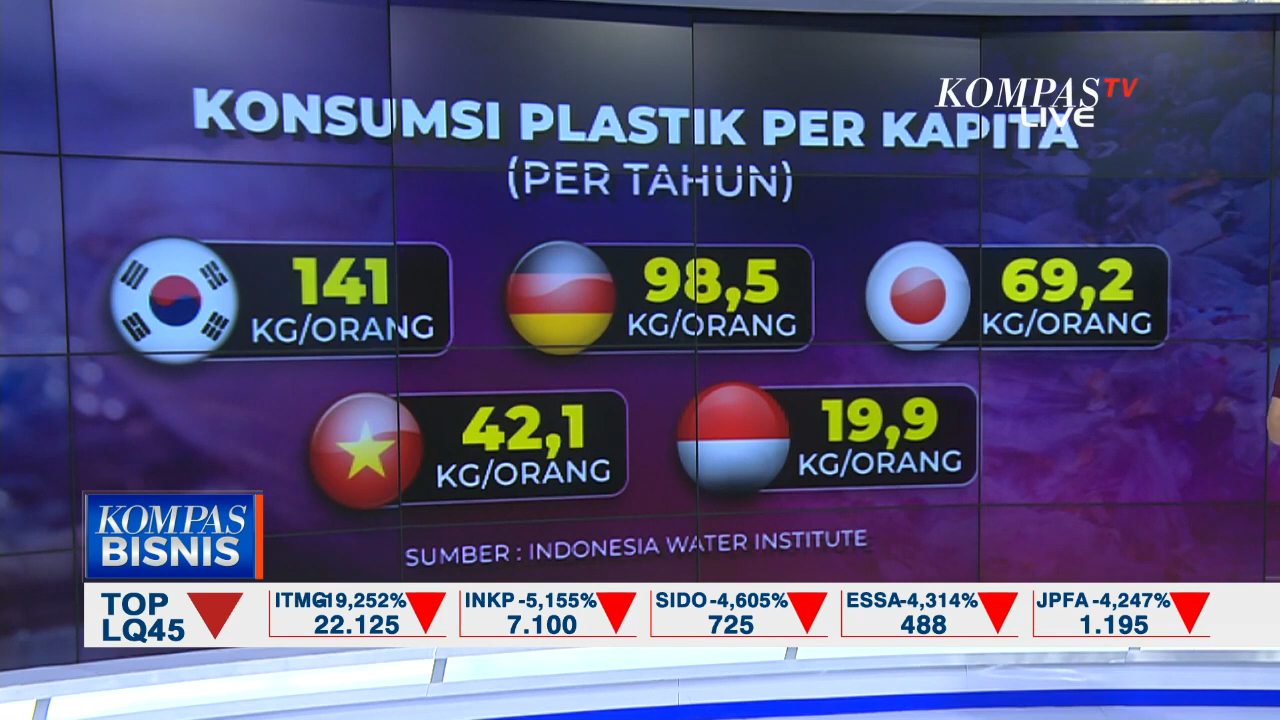 KOMPASTV
LIVE
KONSUMSI PLASTIK PER KAPITA
(PER TAHUN)
141
KG/ORANG
98,5
KG/ORANG
69,2
KG/ORANG
42,1
KG/ORANG
19,9
KG/ORANG
SUMBER : INDONESIA WATER INSTITUTE
KOMPAS
BISNIS
TOP
LQ45
ITMG-19,252%
22.125
INKP -5,155%
7.100
SIDO -4,605%
725
ESSA-4,314%
488
JPFA -4,247%
1.195